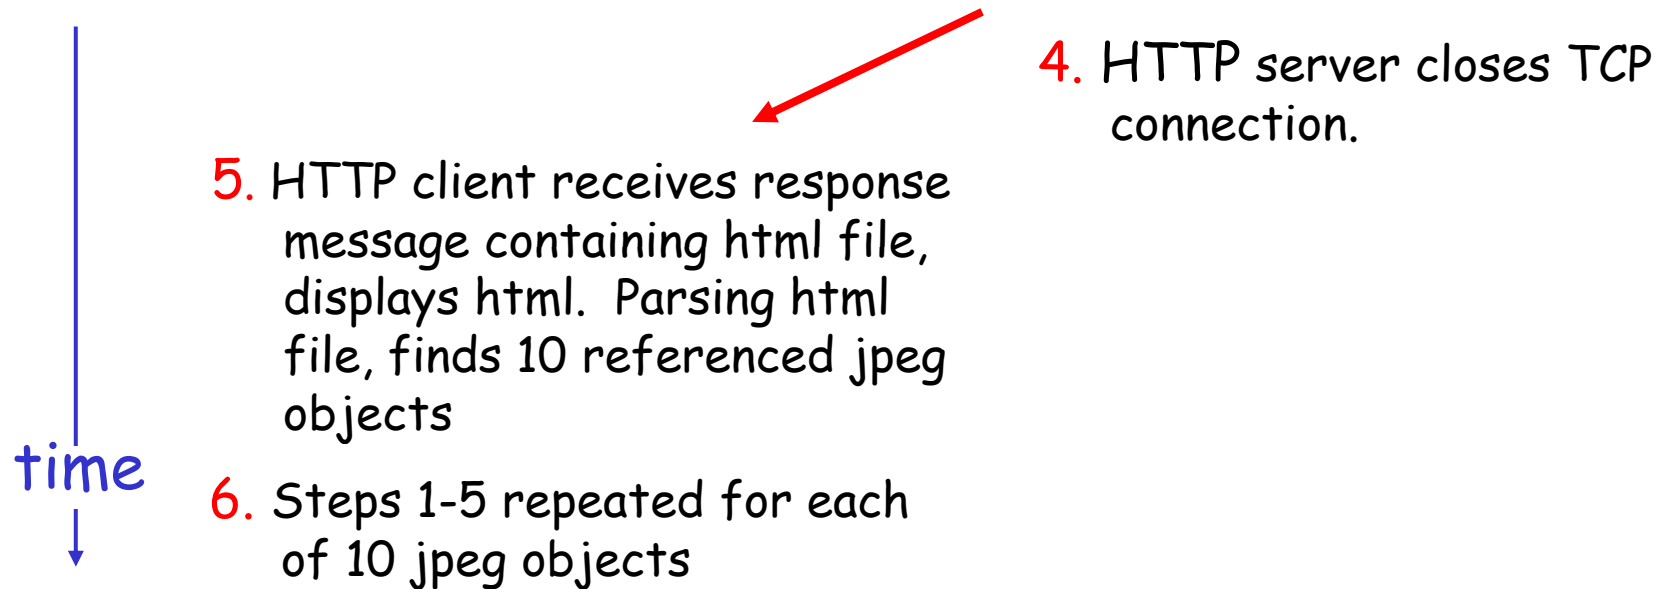 4. HTTP server closes TCP
connection.
5. HTTP client receives response
message containing html file,
displays html. Parsing html
file, finds 10 referenced jpeg
objects
time
6. Steps 1-5 repeated for each
of 10 jpeg objects